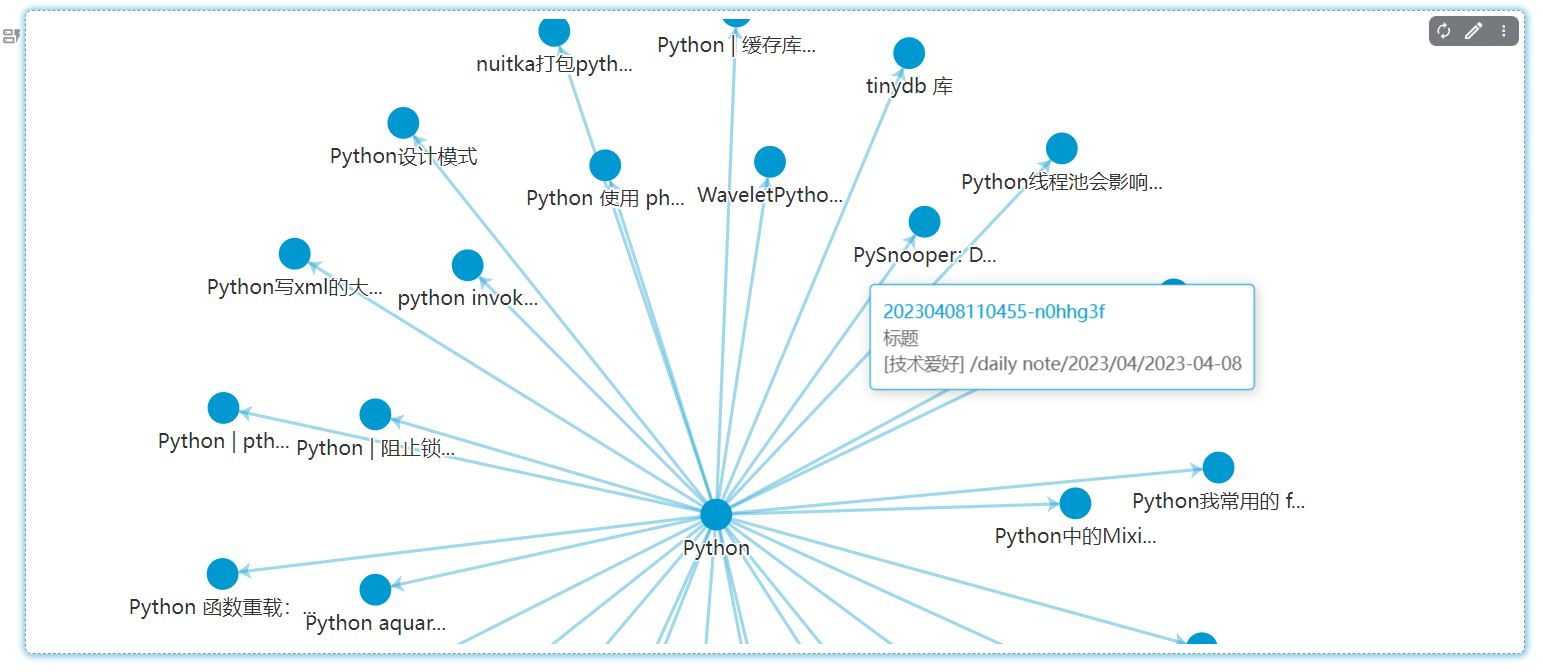 Python | 缓存库...
nuitka打包pyth...
tinydb 库
Python设计模式
Python线程池会影响...
Python 使用 ph...
WaveletPytho...
PySnooper: D...
Python写xml的大...
python invok...
20230408110455-n0hhg3f
标题
[技术爱好] /daily note/2023/04/2023-04-08
Python | pth...
Python | 阻止锁...
Python我常用的 f...
Python中的Mixi...
Python
Python 函数重载：...
Python aquar...